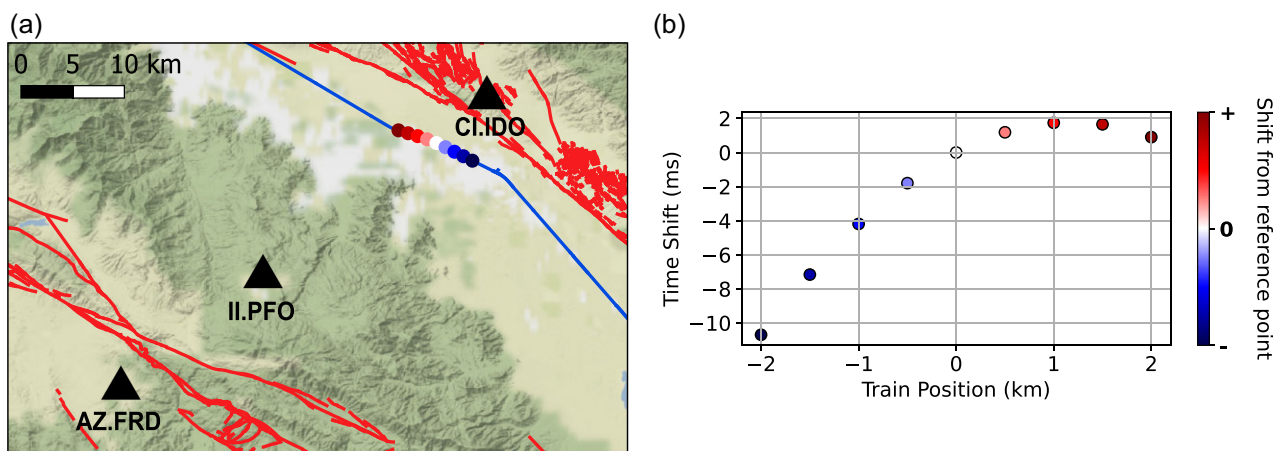 (a)
0 5 10 km
CI.IDO
II.PFO
AZ.FRD
(b)
Time Shift (ms)
2
0
−2
−4
−6
−8
−10
−2 −1 0 1 2
Train Position (km)
+
0
-
Shift from reference point